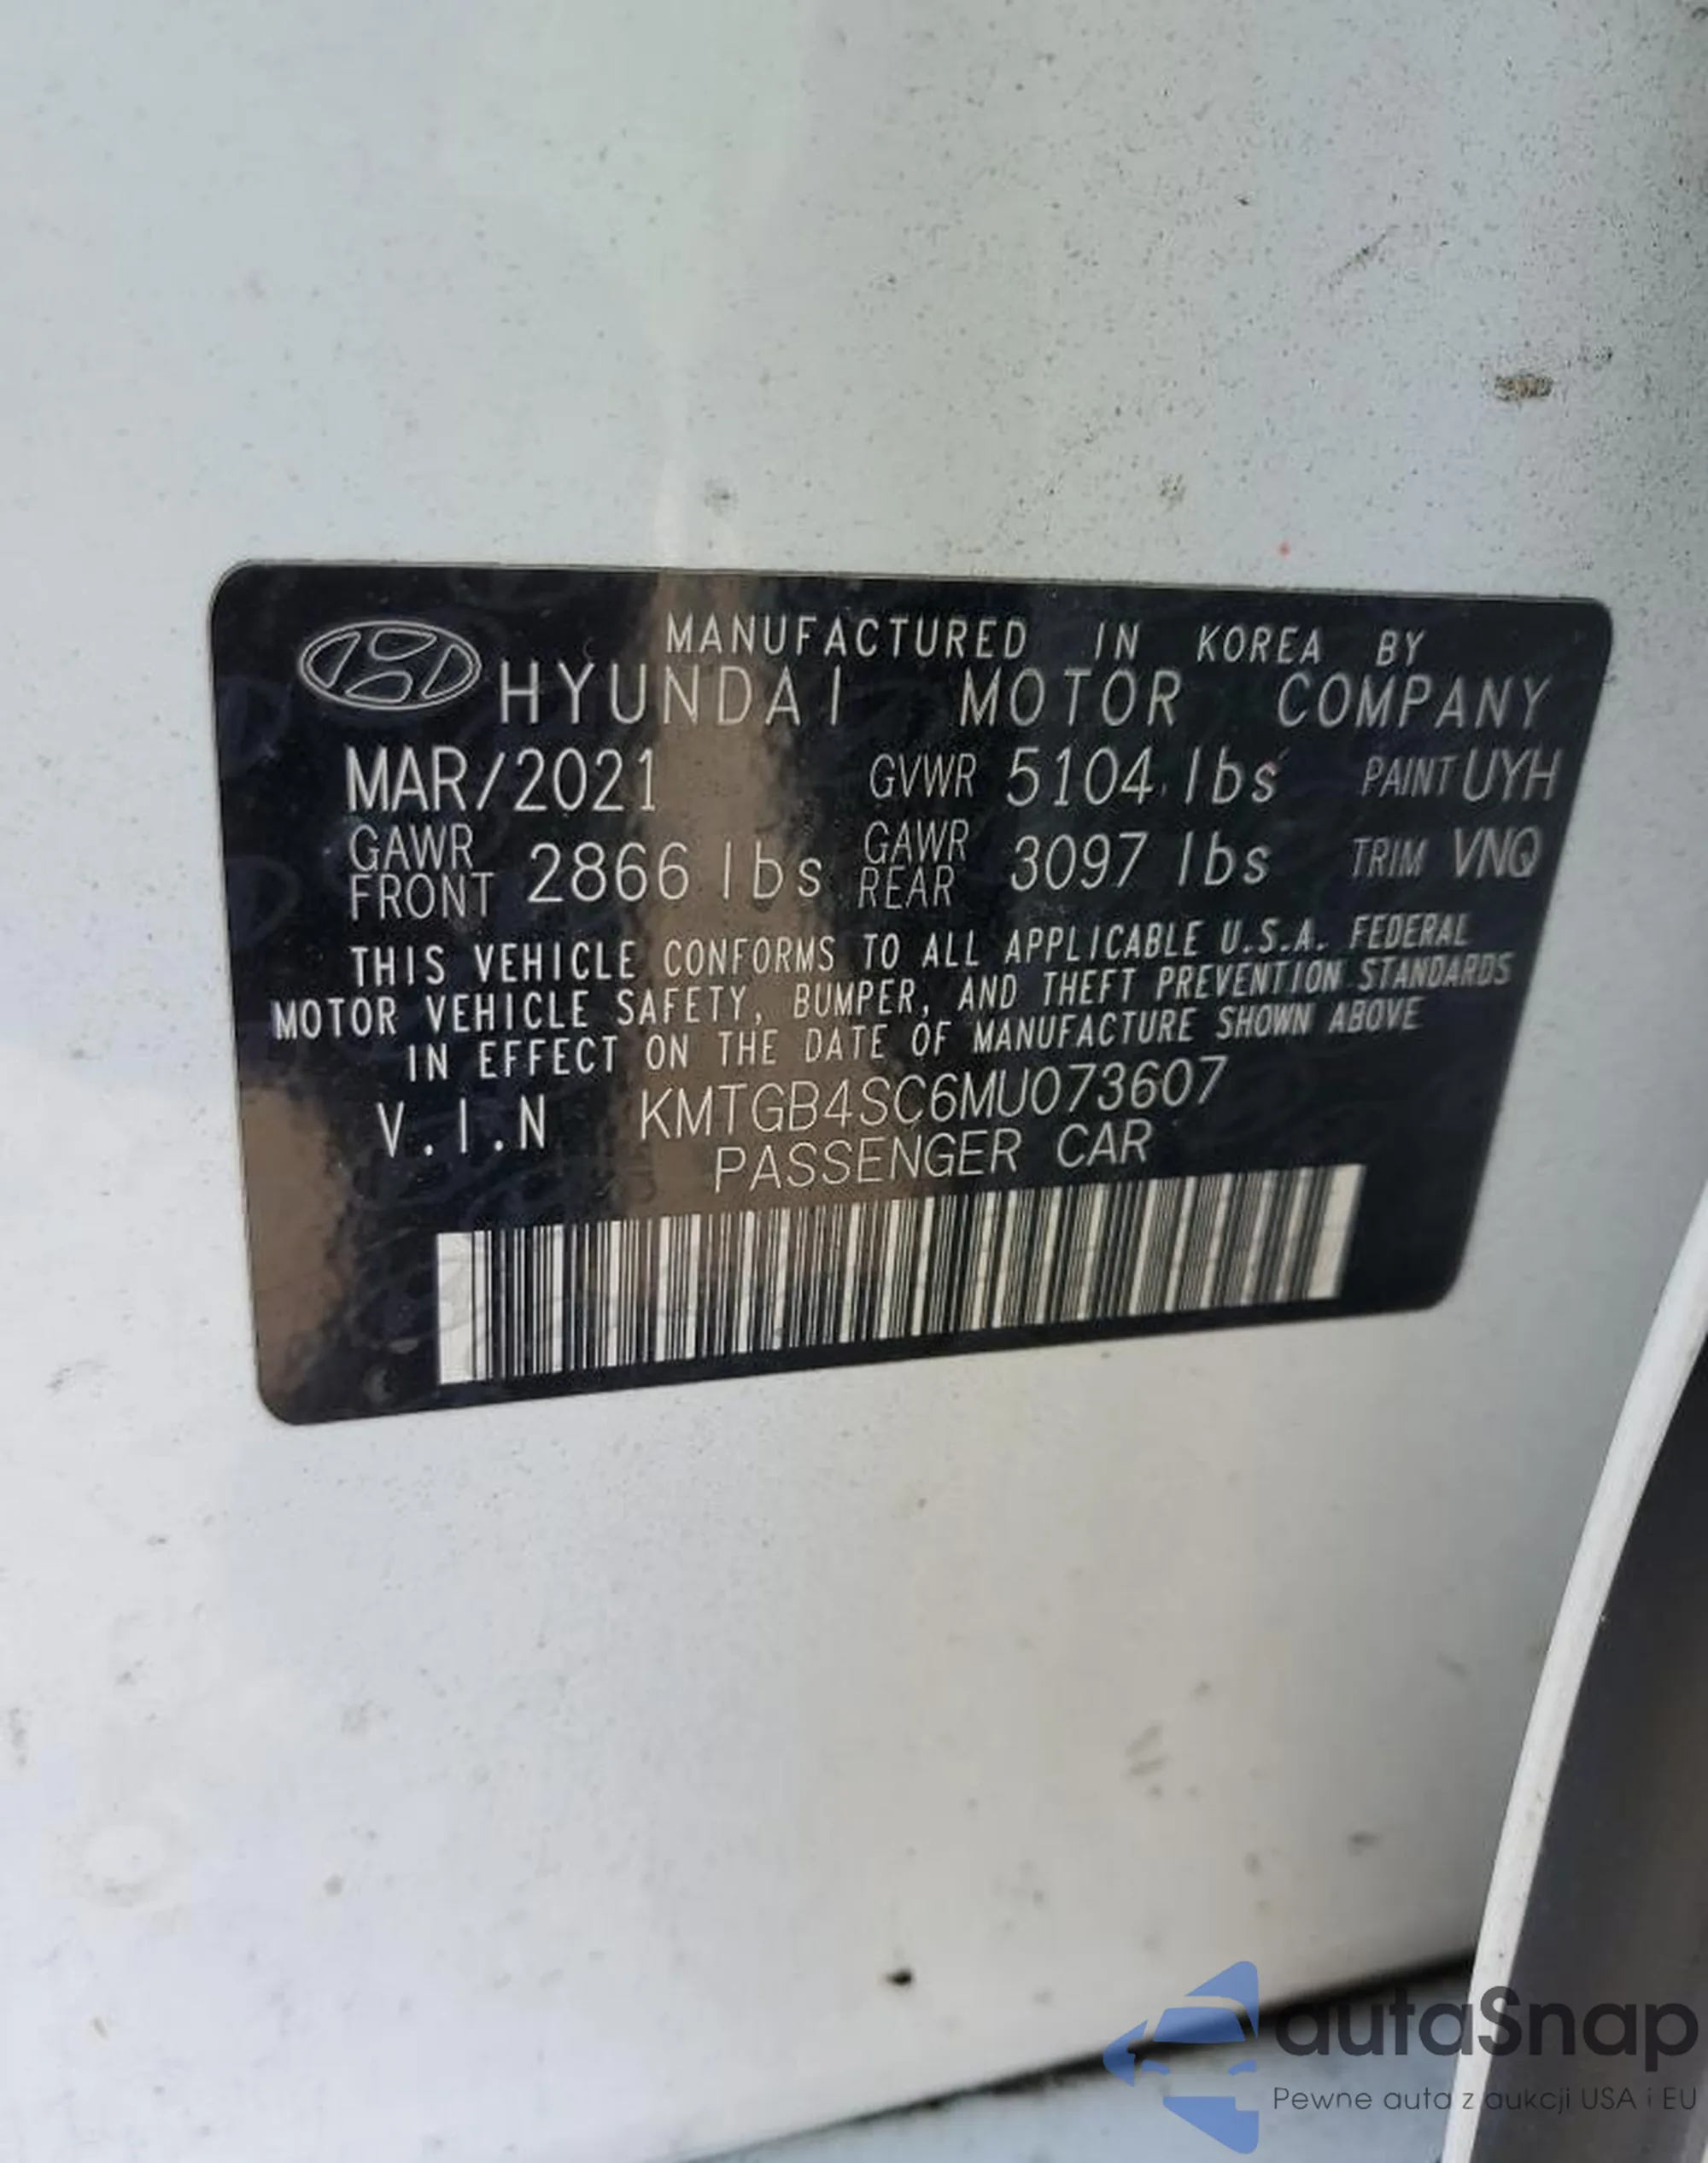 MANUFACTURED IN KOREA BY
HYUNDAI MOTOR COMPANY
MAR/2021 GVWR 5104 lbs PAINT UYH
GAWR FRONT 2866 lbs GAWR REAR 3097 lbs TRIM VNQ
THIS VEHICLE CONFORMS TO ALL APPLICABLE U.S.A. FEDERAL
MOTOR VEHICLE SAFETY, BUMPER, AND THEFT PREVENTION STANDARDS
IN EFFECT ON THE DATE OF MANUFACTURE SHOWN ABOVE
V.I.N KMTGB4SC6MU073607
PASSENGER CAR
autaSnap
Pewne auta z aukcji USA i EU